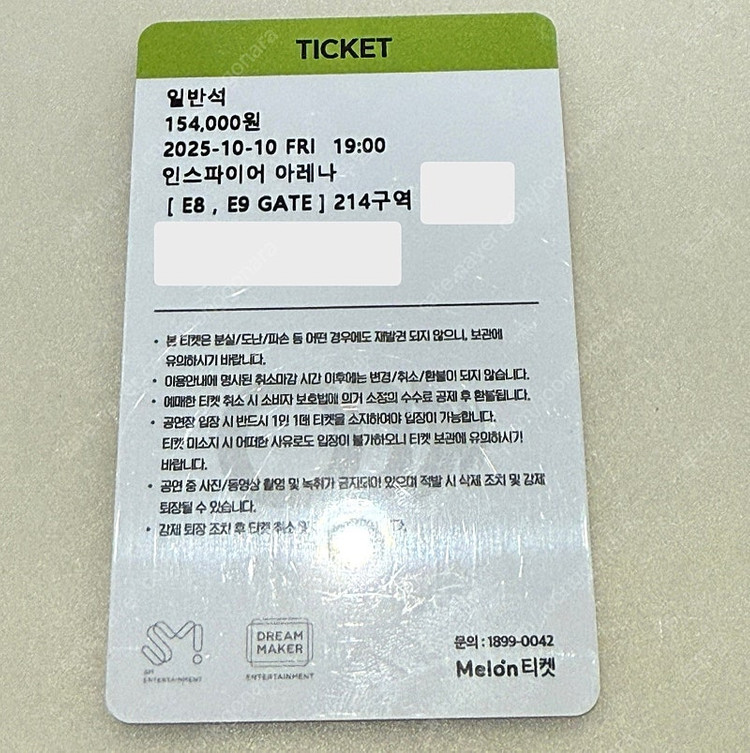 TICKET
일반석
154,000원
2025-10-10 FRI 19:00
인스파이어 아레나
[ E8 , E9 GATE ] 214구역
• 본 티켓은 분실/도난/파손 등 어떤 경우에도 재발권 되지 않으니, 보관에
유의하시기 바랍니다.
• 이용안내에 명시된 취소마감 시간 이후에는 변경/취소/환불이 되지 않습니다.
• 예매한 티켓 취소 시 소비자 보호법에 의거 소정의 수수료 공제 후 환불됩니다.
• 공연장 입장 시 반드시 1인 1매 티켓을 소지하여야 입장이 가능합니다.
티켓 미소지 시 어떠한 사유로도 입장이 불가하오니 티켓 보관에 유의하시기
바랍니다.
• 공연 중 사진/동영상 촬영 및 녹취가 금지되어 있으며 적발 시 삭제 조치 및 강제
퇴장될 수 있습니다.
• 강제 퇴장 조치 후 티켓 취소 및
SM!
SM
ENTERTAINMENT
DREAM
MAKER
ENTERTAINMENT
문의 : 1899-0042
Melon티켓